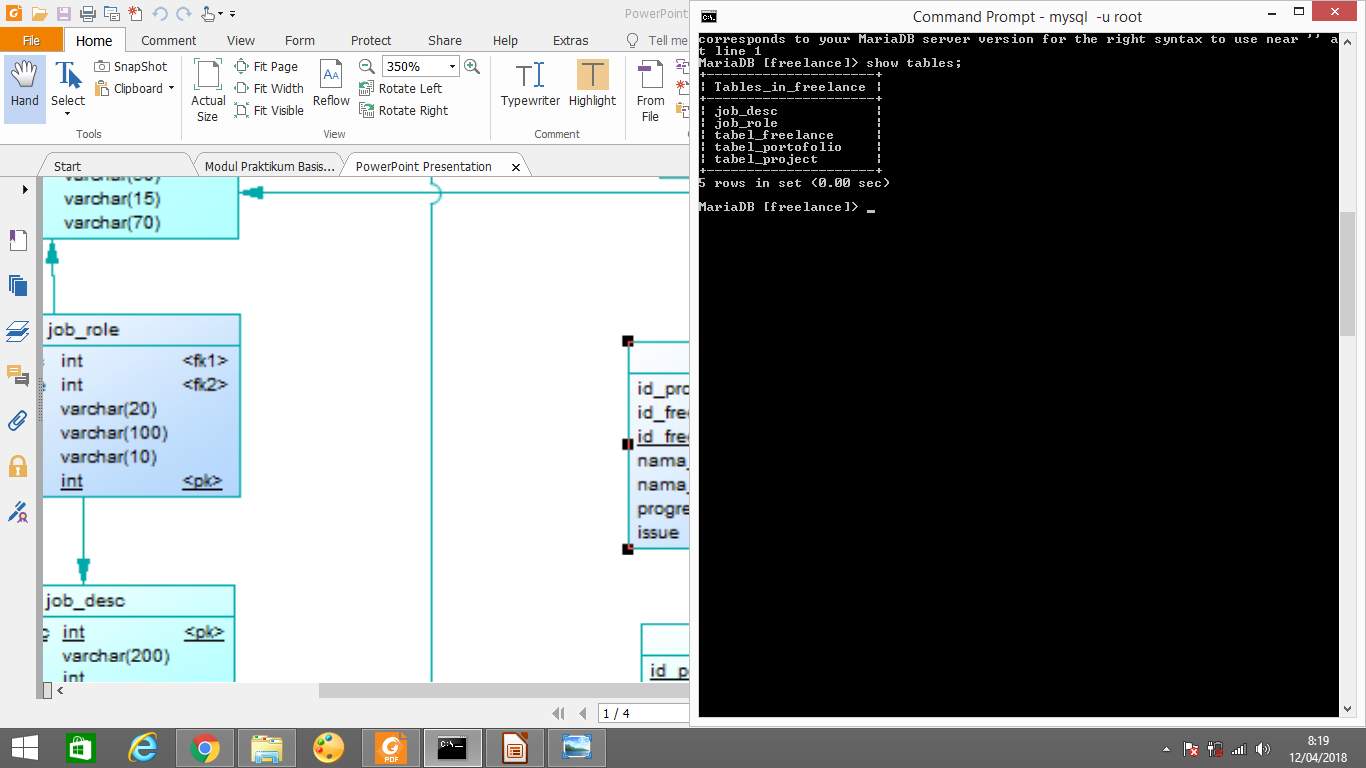 PowerPoint
File
Home
Comment
View
Form
Protect
Share
Help
Extras
Tell me
Hand
Select
SnapShot
Clipboard
Tools
Actual
Size
Fit Page
Fit Width
Fit Visible
Reflow
350%
Rotate Left
Rotate Right
View
Typewriter
Highlight
Comment
From
File
Start
Modul Praktikum Basis...
PowerPoint Presentation
varchar(15)
varchar(70)
job_role
int <fk1>
int <fk2>
varchar(20)
varchar(100)
varchar(10)
int <pk>
job_desc
int <pk>
varchar(200)
int
id_pro
id_free
id_free
nama_
nama_
progre
issue
id_p
1 / 4
Command Prompt - mysql -u root
corresponds to your MariaDB server version for the right syntax to use near '' a
t line 1
MariaDB [freelance]> show tables;
+---------------------+
| Tables_in_freelance |
+---------------------+
| job_desc |
| job_role |
| tabel_freelance |
| tabel_portofolio |
| tabel_project |
+---------------------+
5 rows in set (0.00 sec)
MariaDB [freelance]> _
PDF
C:\_
8:19
12/04/2018